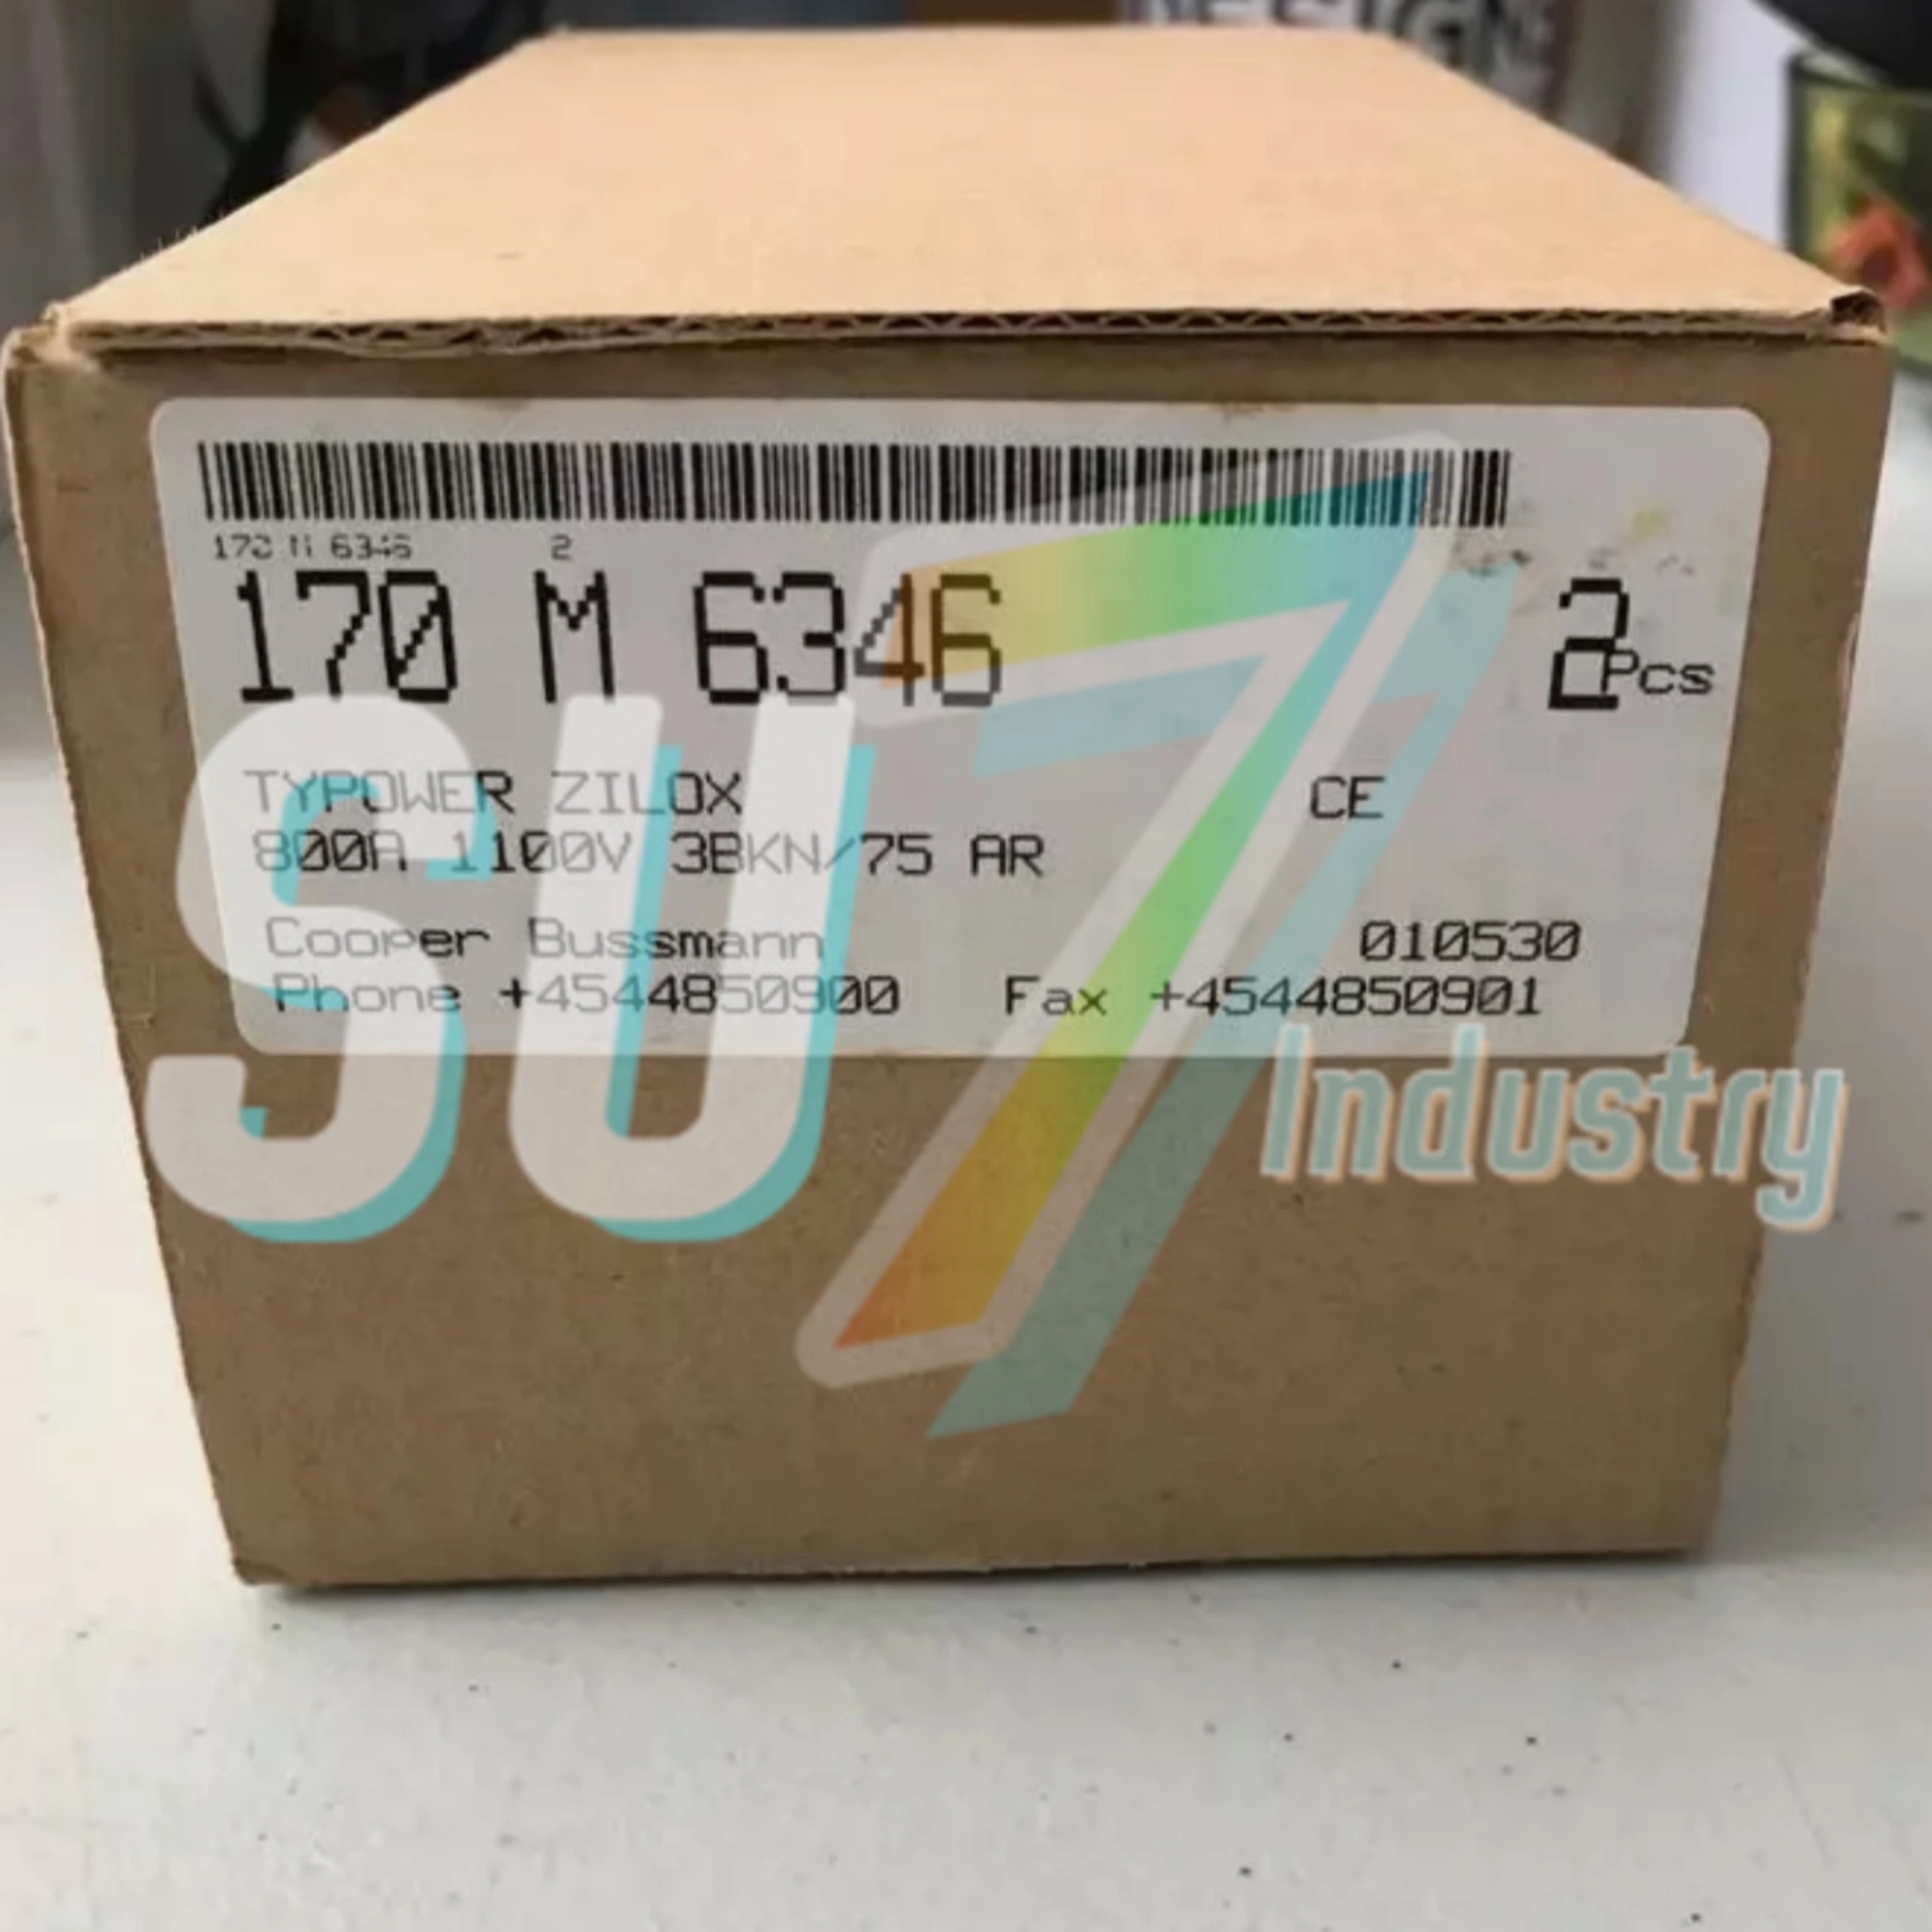 DESIGN
170 M 6346 2
170 M 6346
2 Pcs
TYPOWER ZILOX CE
800A 1100V 3BKN/75 AR
Cooper Bussmann 010530
Phone +4544850900 Fax +4544850901
SU7
Industry